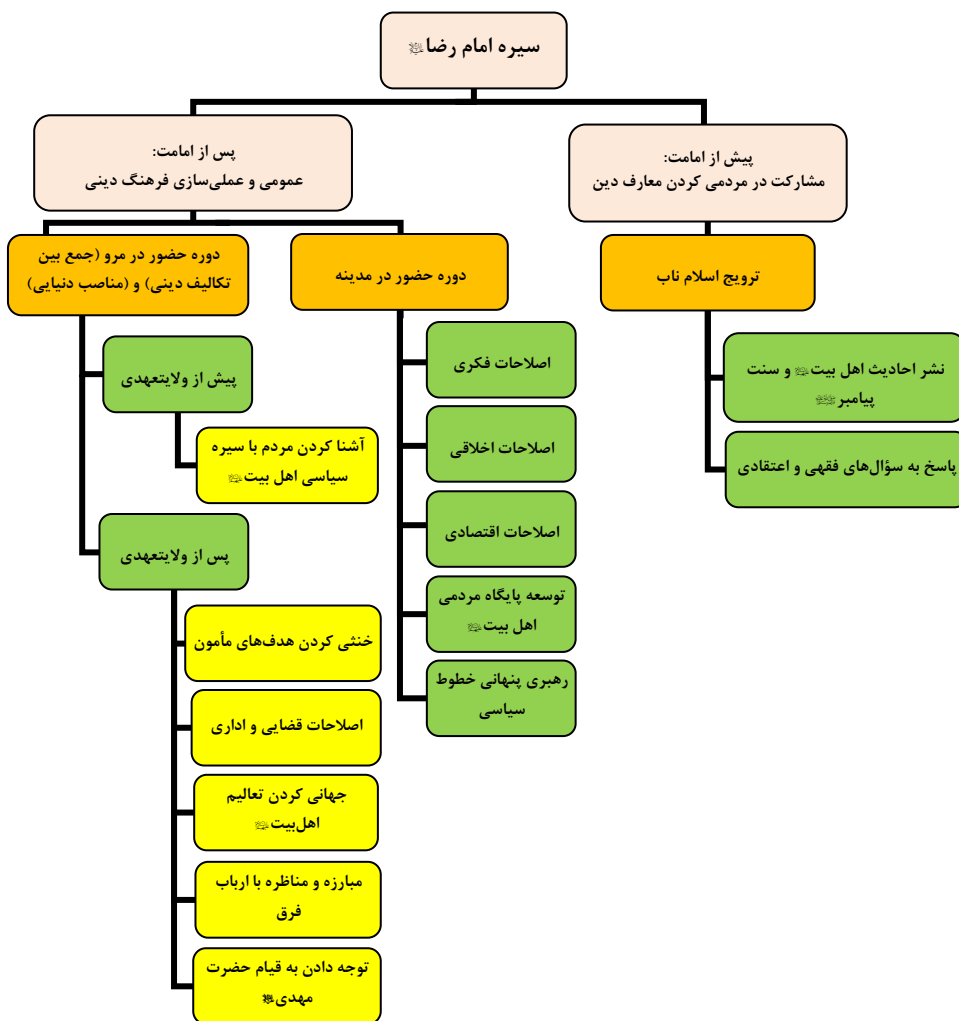 سیره امام رضا
پیش از امامت:
مشارکت در مردمی کردن معارف دین
ترویج اسلام ناب
نشر احادیث اهل بیت و سنت
پیامبر
پاسخ به سؤال‌های فقهی و اعتقادی
پس از امامت:
عمومی و عملی‌سازی فرهنگ دینی
دوره حضور در مدینه
اصلاحات فکری
اصلاحات اخلاقی
اصلاحات اقتصادی
توسعه پایگاه مردمی
اهل بیت
رهبری پنهانی خطوط
سیاسی
دوره حضور در مرو (جمع بین
تکالیف دینی) و (مناصب دنیایی)
پیش از ولایتعهدی
آشنا کردن مردم با سیره
سیاسی اهل بیت
پس از ولایتعهدی
خنثی کردن هدف‌های مأمون
اصلاحات قضایی و اداری
جهانی کردن تعالیم
اهل‌بیت
مبارزه و مناظره با ارباب
فرق
توجه دادن به قیام حضرت
مهدی